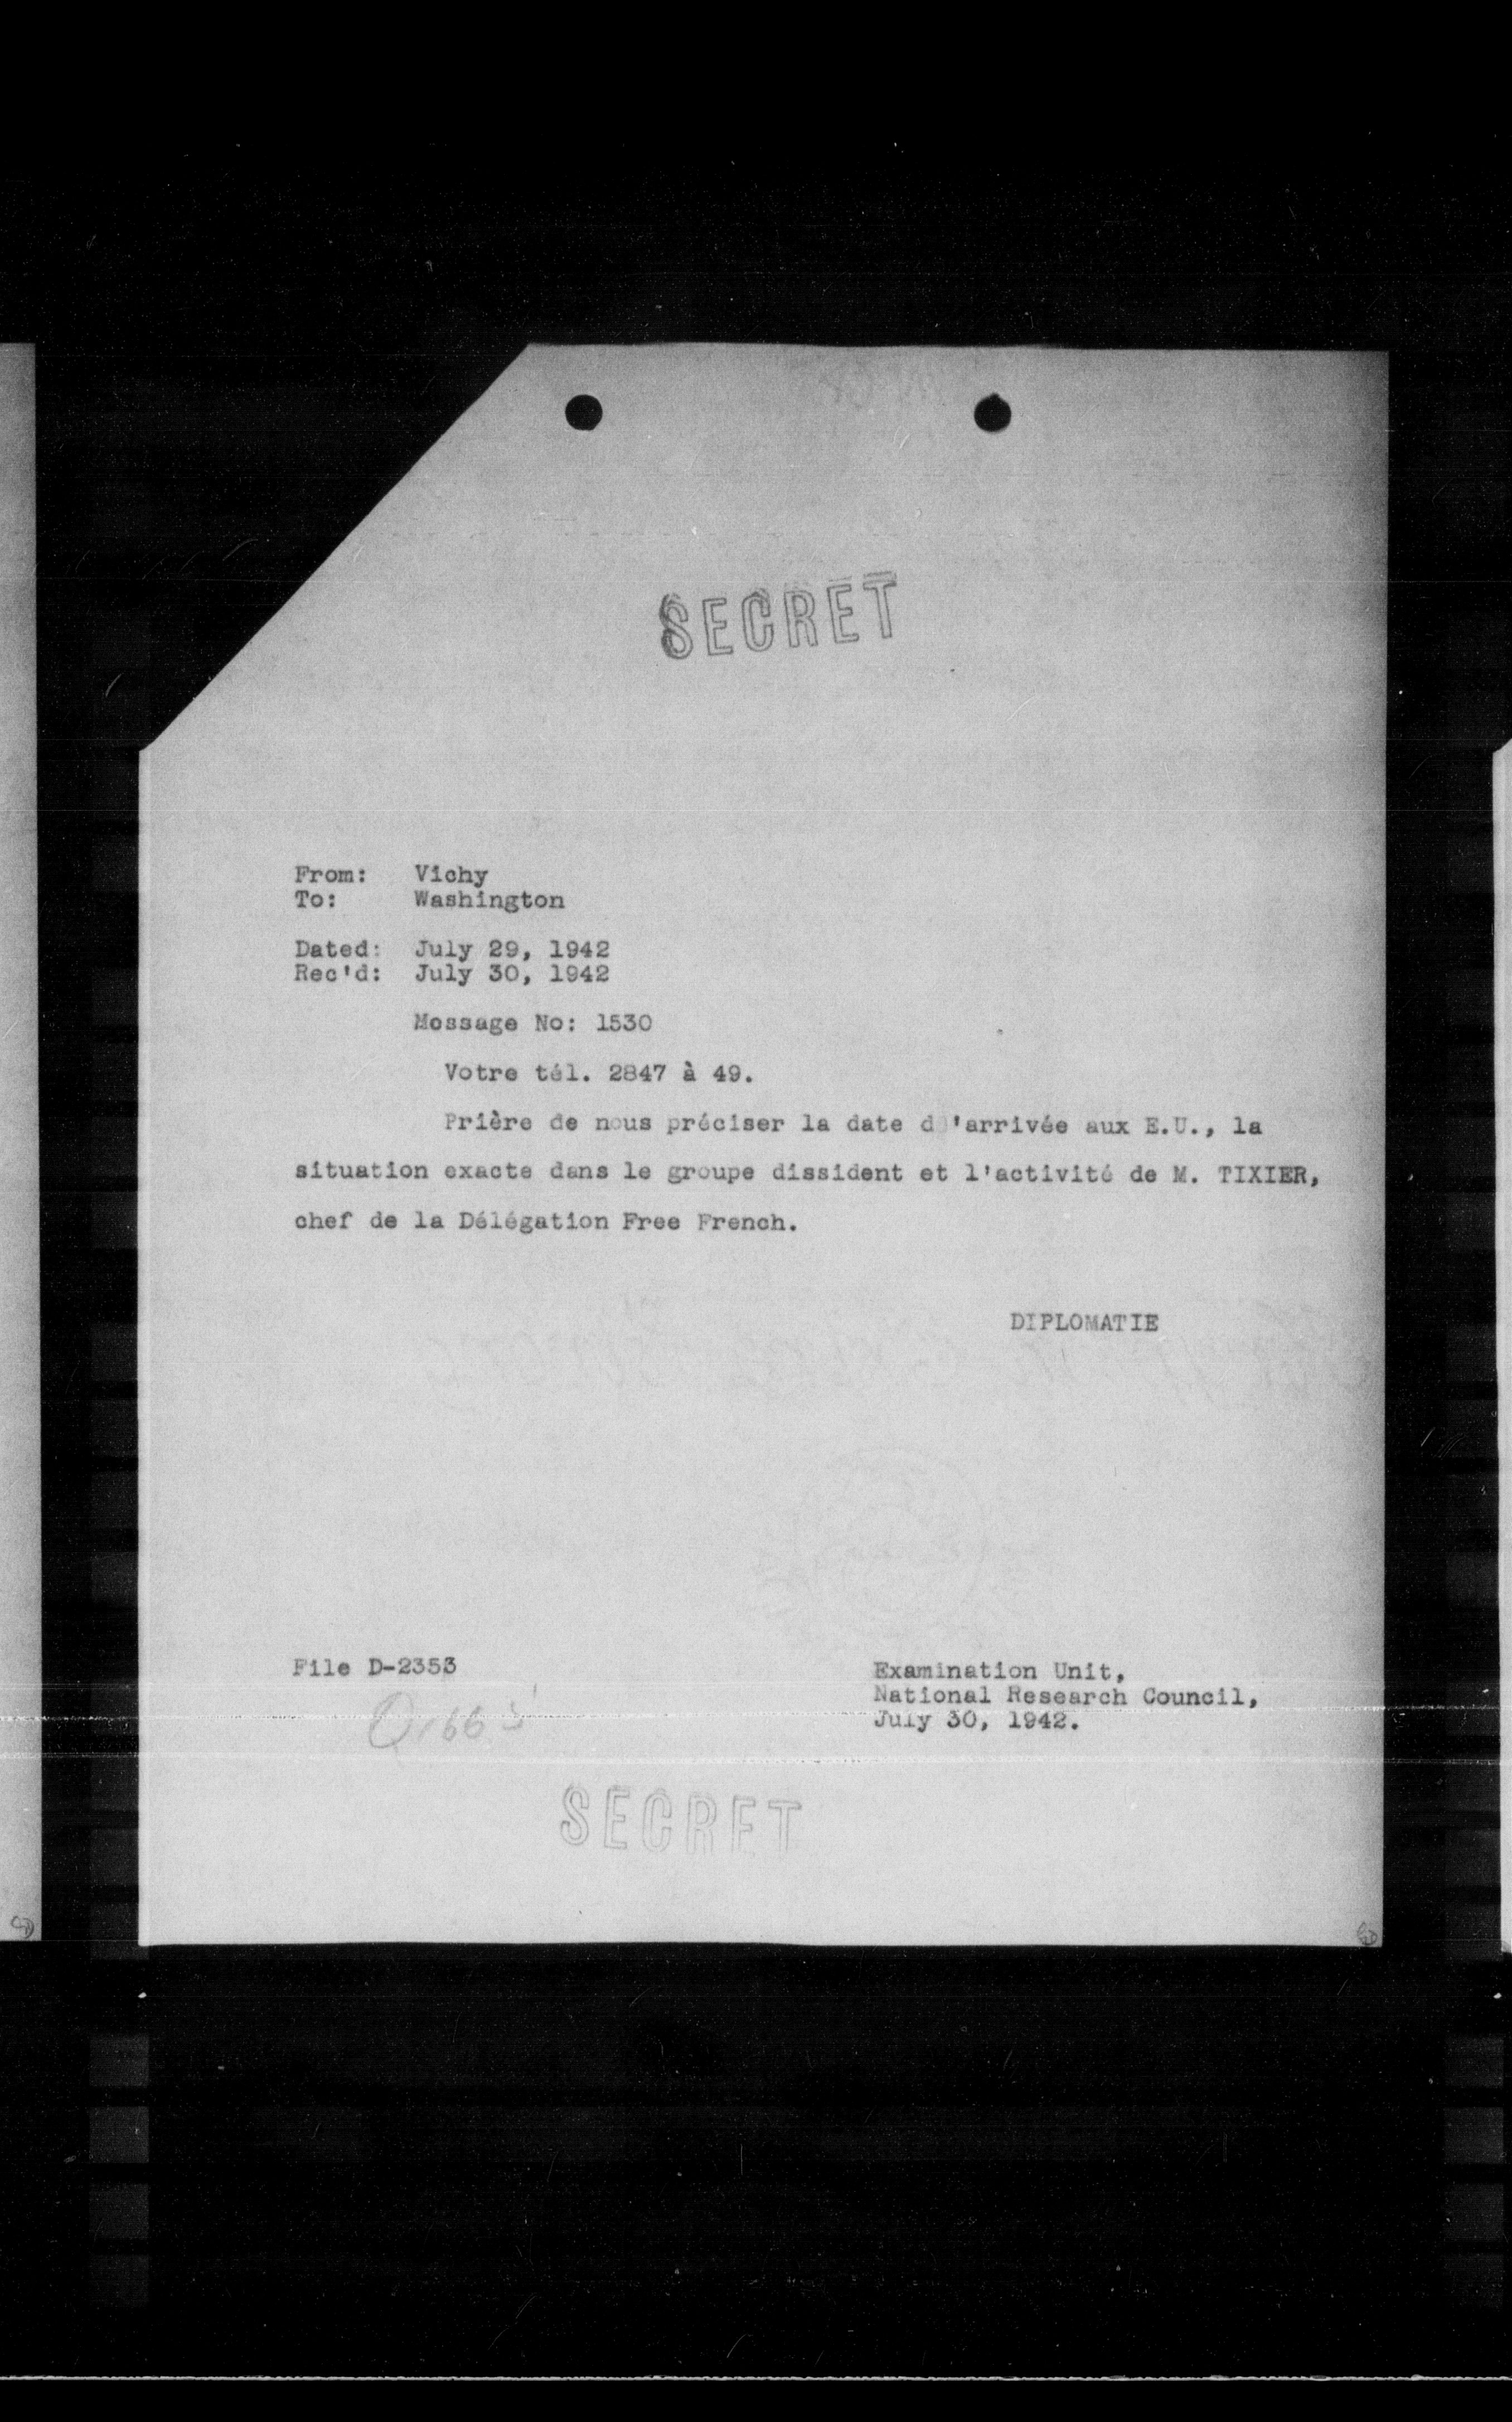 SECRET
From: Vichy
To: Washington
Dated: July 29, 1942
Rec'd: July 30, 1942
Message No: 1530
Votre tél. 2847 à 49.
Prière de nous préciser la date d 'arrivée aux E.U., la
situation exacte dans le groupe dissident et l'activité de M. TIXIER,
chef de la Délégation Free French.
DIPLOMATIE
File D-2353
Examination Unit,
National Research Council,
July 30, 1942.
SECRET